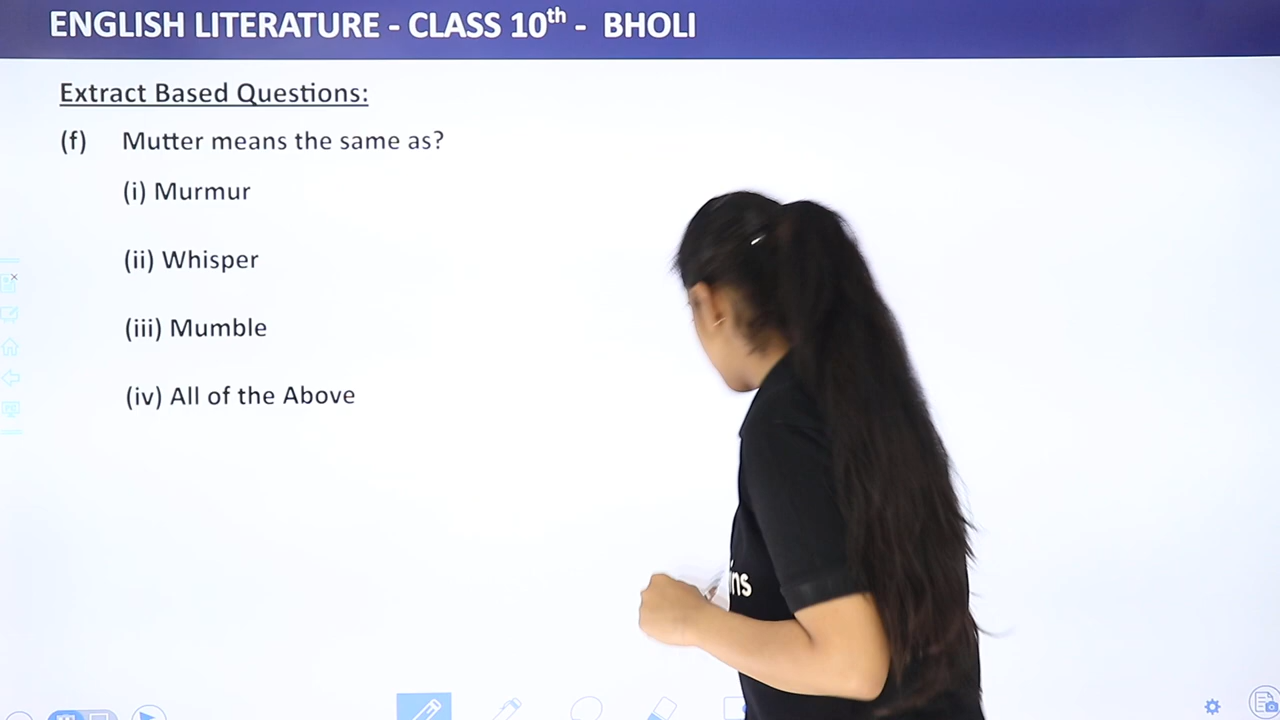 ENGLISH LITERATURE - CLASS 10th - BHOLI
Extract Based Questions:
(f) Mutter means the same as?
(i) Murmur
(ii) Whisper
(iii) Mumble
(iv) All of the Above
ins